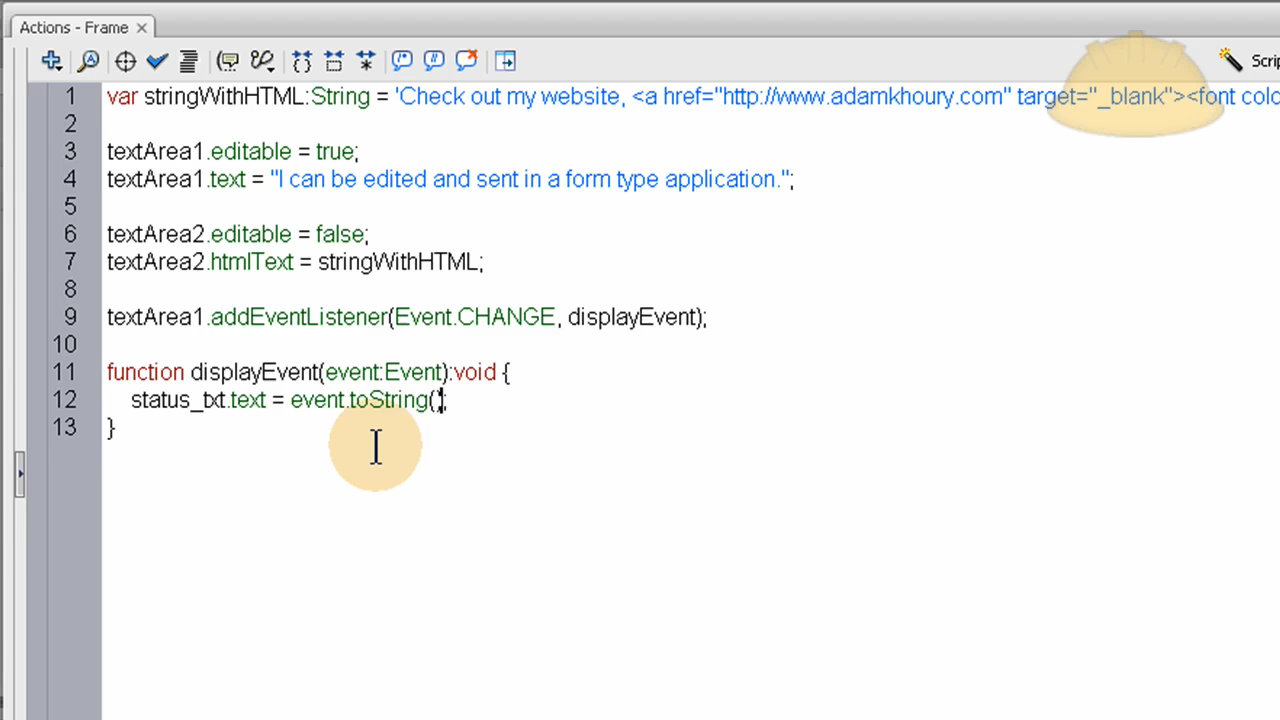 Actions - Frame
1 var stringWithHTML:String = 'Check out my website, <a href="http://www.adamkhoury.com" target="_blank"><font colo
2
3 textArea1.editable = true;
4 textArea1.text = "I can be edited and sent in a form type application.";
5
6 textArea2.editable = false;
7 textArea2.htmlText = stringWithHTML;
8
9 textArea1.addEventListener(Event.CHANGE, displayEvent);
10
11 function displayEvent(event:Event):void {
12 status_txt.text = event.toString();
13 }